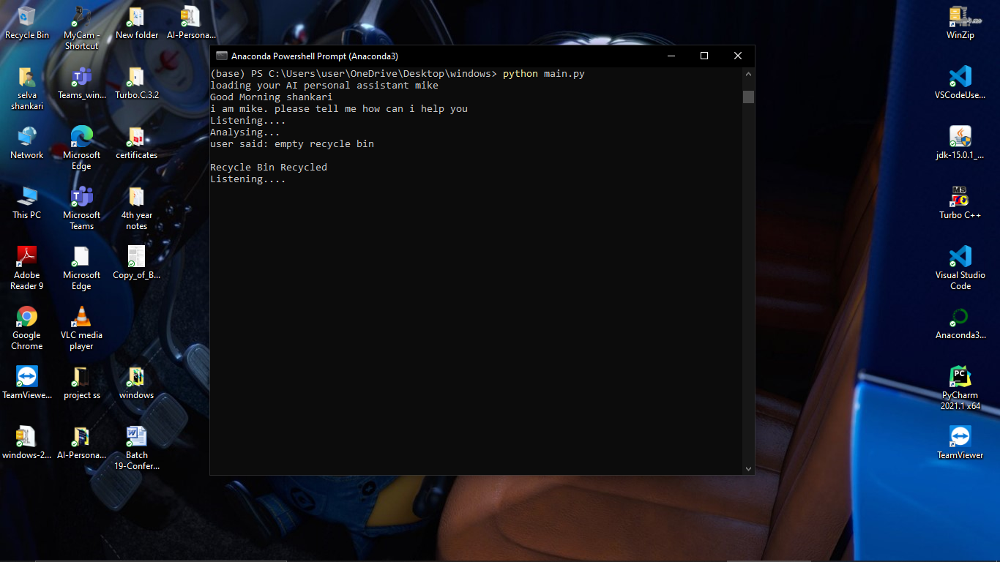 Recycle Bin
MyCam -
Shortcut
New folder
AI-Persona...
selva
shankari
Teams_win...
Turbo.C.3.2
Network
Microsoft
Edge
certificates
This PC
Microsoft
Teams
4th year
notes
Adobe
Reader 9
Microsoft
Edge
Copy_of_B...
Google
Chrome
VLC media
player
TeamViewe...
project ss
windows
windows-2...
AI-Persona...
Batch
19-Confer...
Anaconda Powershell Prompt (Anaconda3)
(base) PS C:\Users\user\OneDrive\Desktop\windows> python main.py
loading your AI personal assistant mike
Good Morning shankari
i am mike. please tell me how can i help you
Listening....
Analysing...
user said: empty recycle bin
Recycle Bin Recycled
Listening....
WinZip
VSCodeUse...
jdk-15.0.1_...
MS
Turbo C++
Visual Studio
Code
Anaconda3...
PC
PyCharm
2021.1 x64
TeamViewer